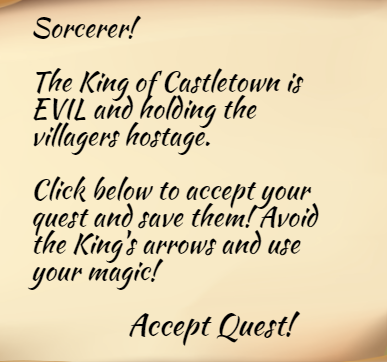 Sorcerer!
The King of Castletown is
EVIL and holding the
villagers hostage.
Click below to accept your
quest and save them! Avoid
the King's arrows and use
your magic!
Accept Quest!